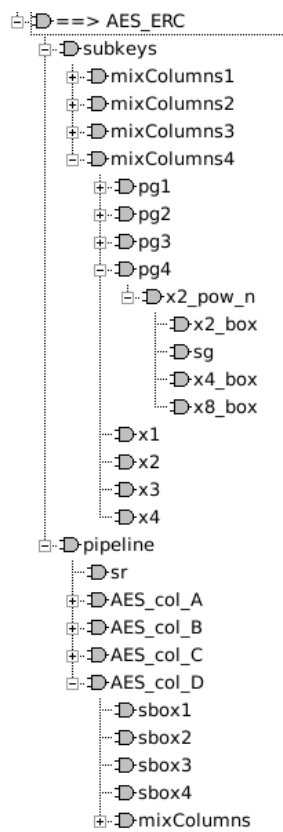 ==> AES_ERC
subkeys
mixColumns1
mixColumns2
mixColumns3
mixColumns4
pg1
pg2
pg3
pg4
x2_pow_n
x2_box
sg
x4_box
x8_box
x1
x2
x3
x4
pipeline
sr
AES_col_A
AES_col_B
AES_col_C
AES_col_D
sbox1
sbox2
sbox3
sbox4
mixColumns